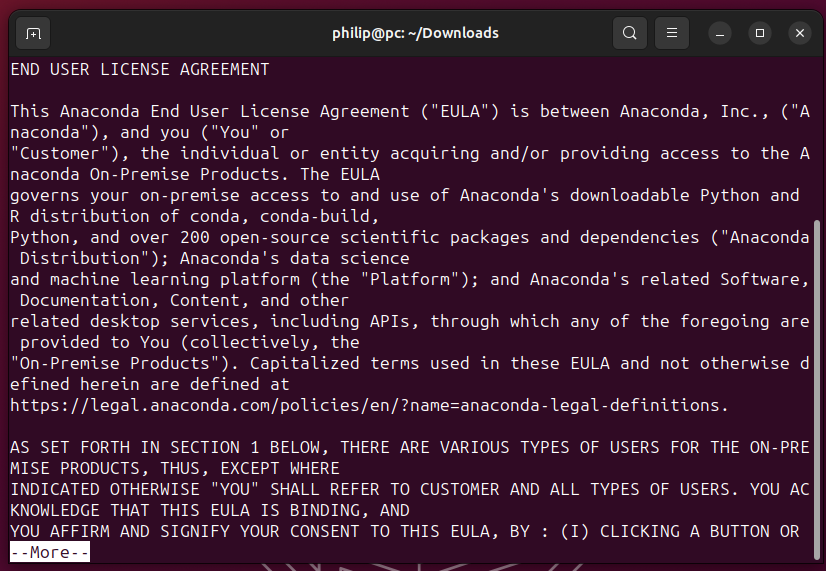 philip@pc: ~/Downloads
END USER LICENSE AGREEMENT
This Anaconda End User License Agreement ("EULA") is between Anaconda, Inc., ("A
naconda"), and you ("You" or
"Customer"), the individual or entity acquiring and/or providing access to the A
naconda On-Premise Products. The EULA
governs your on-premise access to and use of Anaconda's downloadable Python and
R distribution of conda, conda-build,
Python, and over 200 open-source scientific packages and dependencies ("Anaconda
 Distribution"); Anaconda's data science
and machine learning platform (the "Platform"); and Anaconda's related Software,
 Documentation, Content, and other
related desktop services, including APIs, through which any of the foregoing are
 provided to You (collectively, the
"On-Premise Products"). Capitalized terms used in these EULA and not otherwise d
efined herein are defined at
https://legal.anaconda.com/policies/en/?name=anaconda-legal-definitions.
AS SET FORTH IN SECTION 1 BELOW, THERE ARE VARIOUS TYPES OF USERS FOR THE ON-PRE
MISE PRODUCTS, THUS, EXCEPT WHERE
INDICATED OTHERWISE "YOU" SHALL REFER TO CUSTOMER AND ALL TYPES OF USERS. YOU AC
KNOWLEDGE THAT THIS EULA IS BINDING, AND
YOU AFFIRM AND SIGNIFY YOUR CONSENT TO THIS EULA, BY : (I) CLICKING A BUTTON OR
--More--